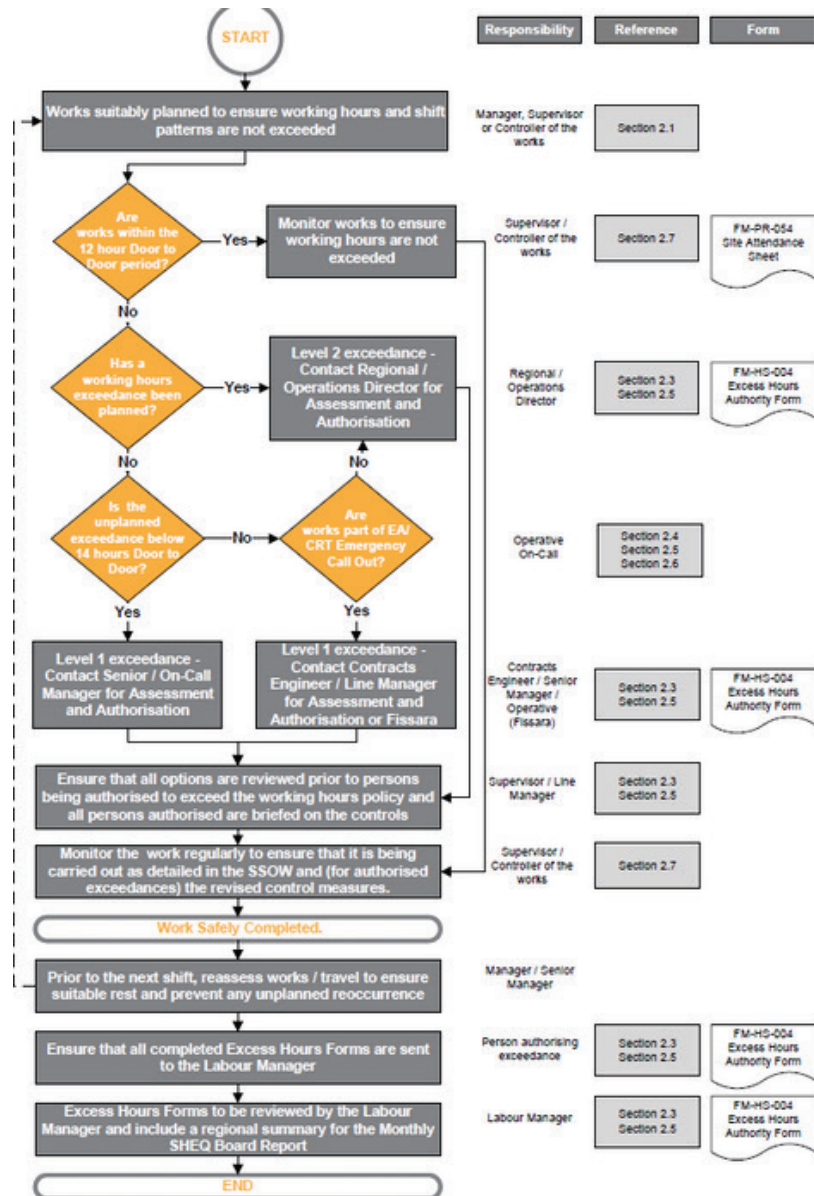 START
Responsibility
Reference
Form
Works suitably planned to ensure working hours and shift
patterns are not exceeded
Manager, Supervisor
or Controller of the
works
Section 2.1
Are
works within the
12 hour Door to
Door period?
Yes
Monitor works to ensure
working hours are not
exceeded
Supervisor /
Controller of the
works
Section 2.7
FM-PR-054
Site Attendance
Sheet
No
Has a
working hours
exceedance been
planned?
Yes
Level 2 exceedance -
Contact Regional /
Operations Director for
Assessment and
Authorisation
Regional /
Operations
Director
Section 2.3
Section 2.5
FM-HS-004
Excess Hours
Authority Form
No
No
Is the
unplanned
exceedance below
14 hours Door to
Door?
No
Are
works part of EA/
CRT Emergency
Call Out?
Operative
On-Call
Section 2.4
Section 2.5
Section 2.6
Yes
Yes
Level 1 exceedance -
Contact Senior / On-Call
Manager for Assessment
and Authorisation
Level 1 exceedance -
Contact Contracts
Engineer / Line Manager
for Assessment and
Authorisation or Fissara
Contracts
Engineer / Senior
Manager /
Operative
(Fissara)
Section 2.3
Section 2.5
FM-HS-004
Excess Hours
Authority Form
Ensure that all options are reviewed prior to persons
being authorised to exceed the working hours policy and
all persons authorised are briefed on the controls
Supervisor / Line
Manager
Section 2.3
Section 2.5
Monitor the work regularly to ensure that it is being
carried out as detailed in the SSOW and (for authorised
exceedances) the revised control measures.
Supervisor /
Controller of the
works
Section 2.7
Work Safely Completed.
Prior to the next shift, reassess works / travel to ensure
suitable rest and prevent any unplanned reoccurrence
Manager / Senior
Manager
Ensure that all completed Excess Hours Forms are sent
to the Labour Manager
Person authorising
exceedance
Section 2.3
Section 2.5
FM-HS-004
Excess Hours
Authority Form
Excess Hours Forms to be reviewed by the Labour
Manager and include a regional summary for the Monthly
SHEQ Board Report
Labour Manager
Section 2.3
Section 2.5
FM-HS-004
Excess Hours
Authority Form
END